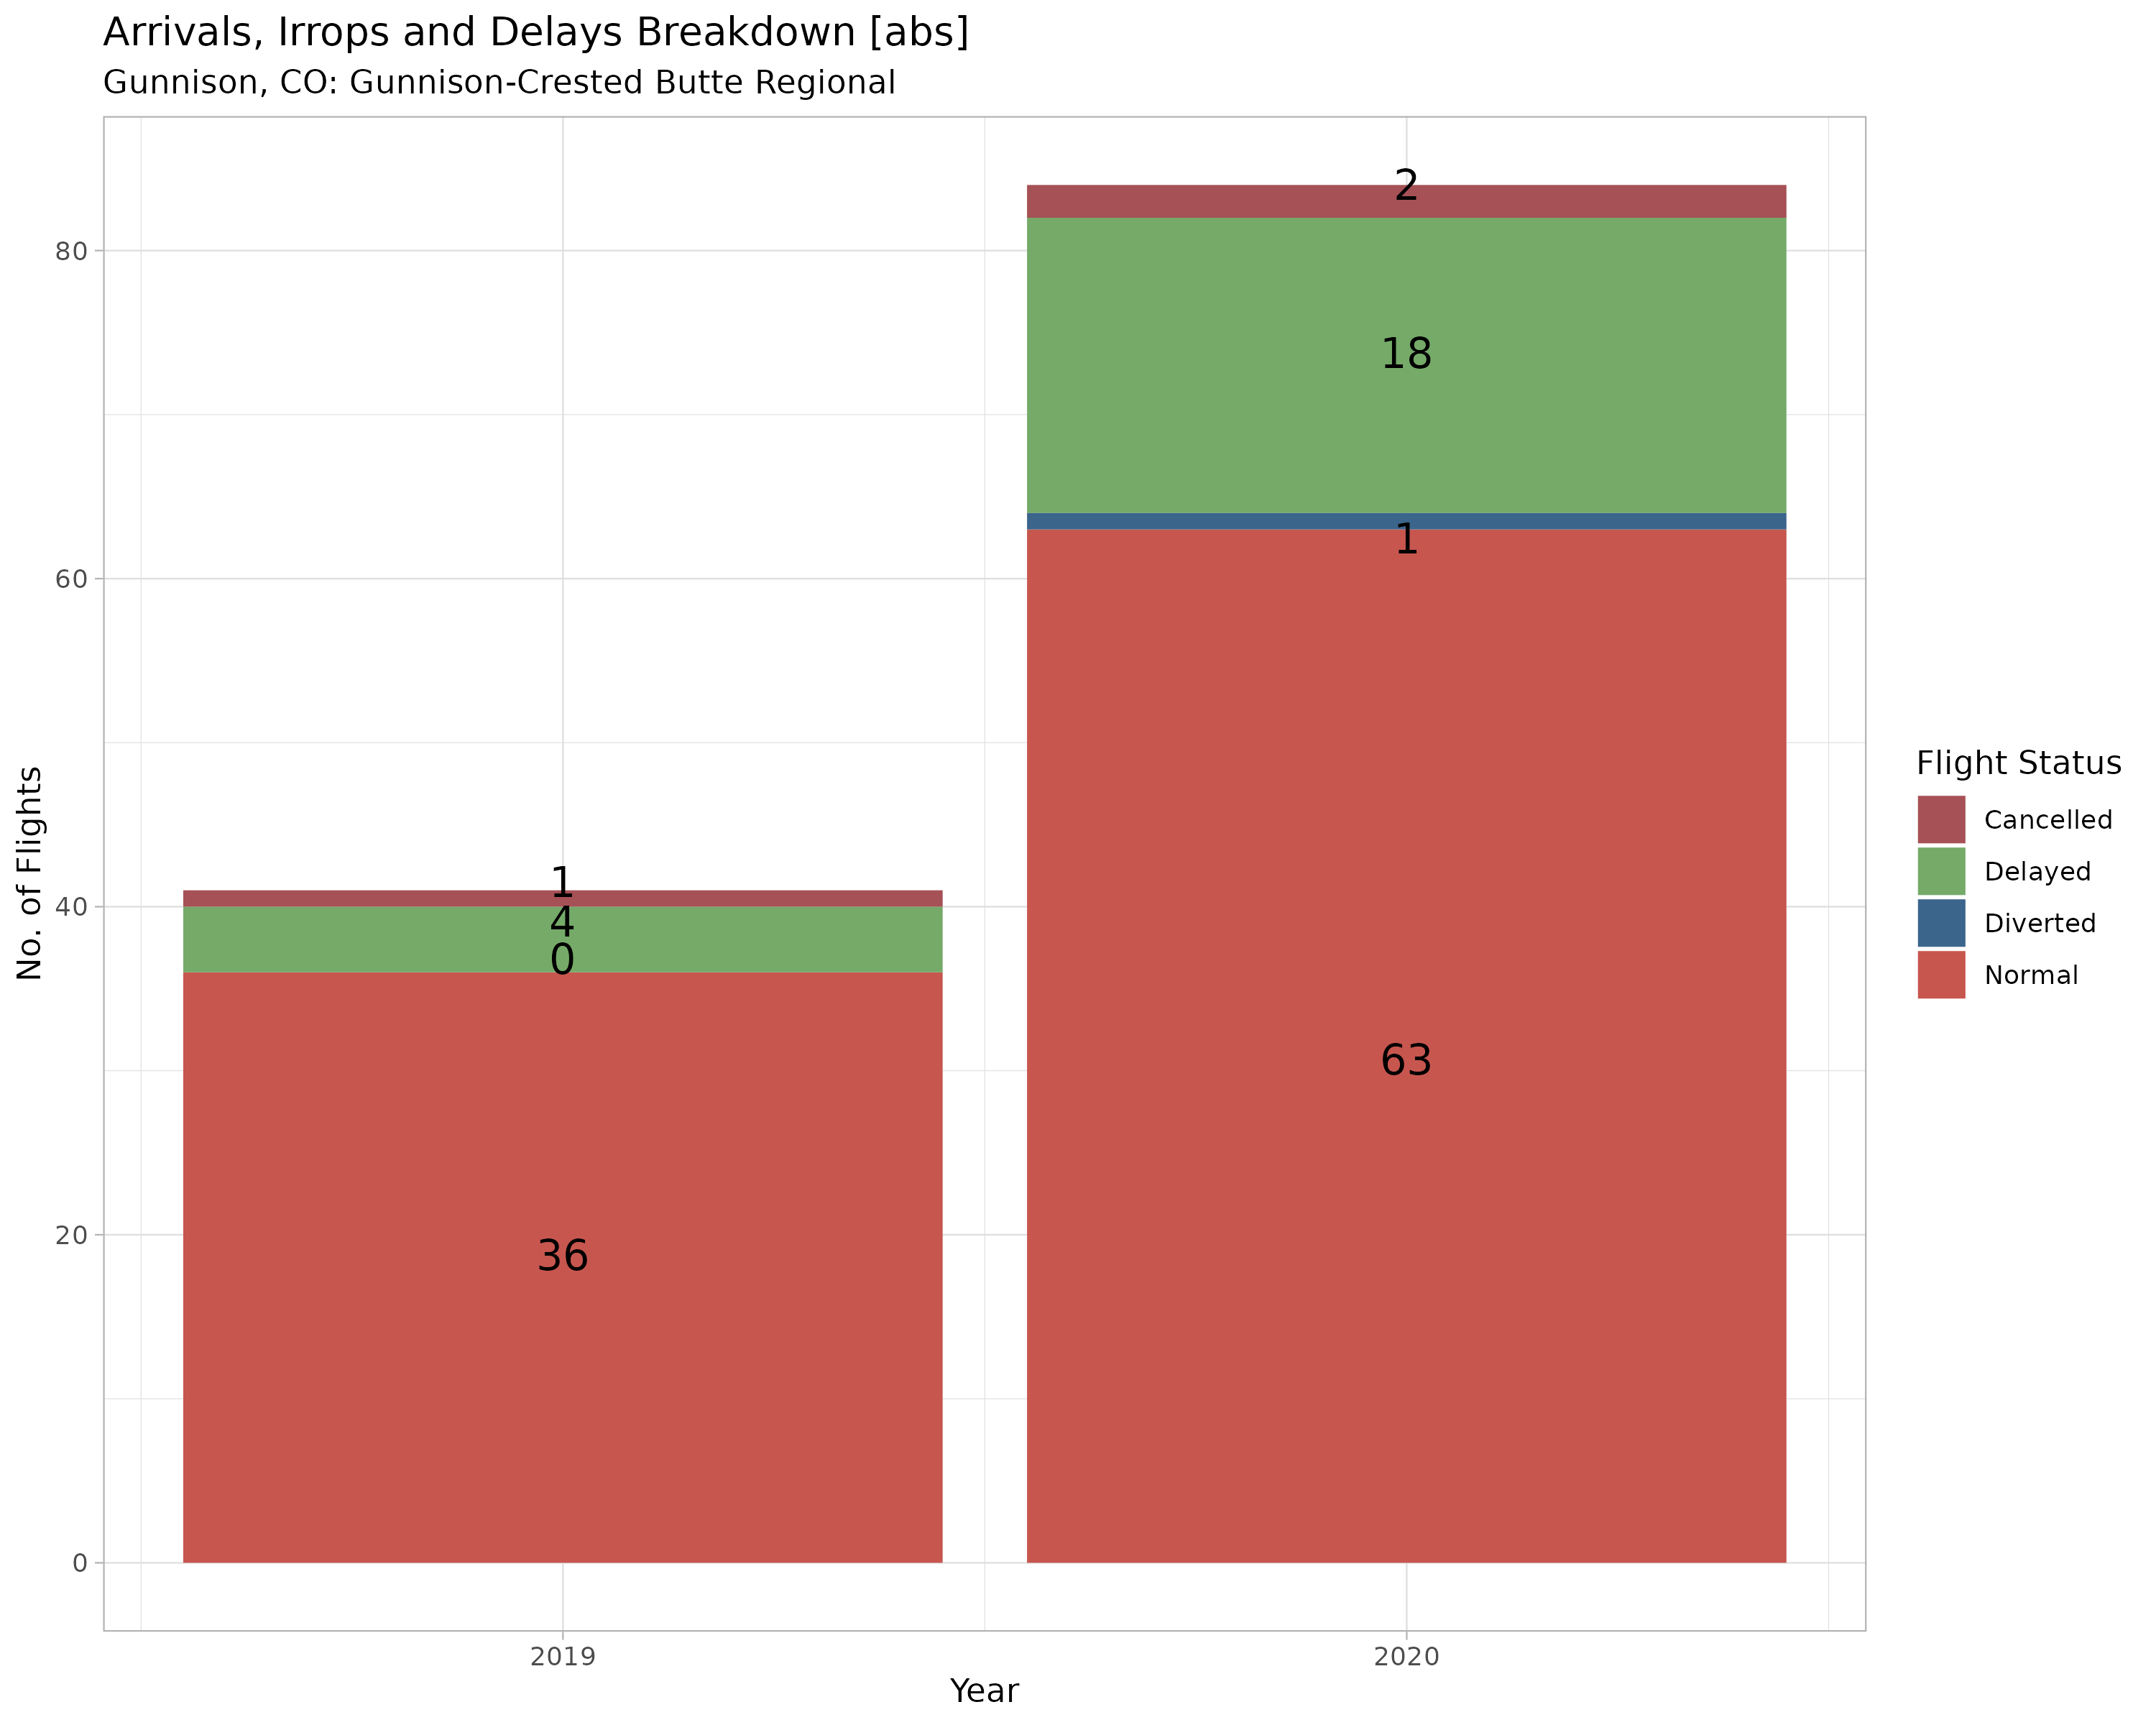 Arrivals, Irrops and Delays Breakdown [abs]
Gunnison, CO: Gunnison-Crested Butte Regional
No. of Flights
80
60
40
20
0
1
4
0
36
2
18
1
63
2019
2020
Year
Flight Status
Cancelled
Delayed
Diverted
Normal